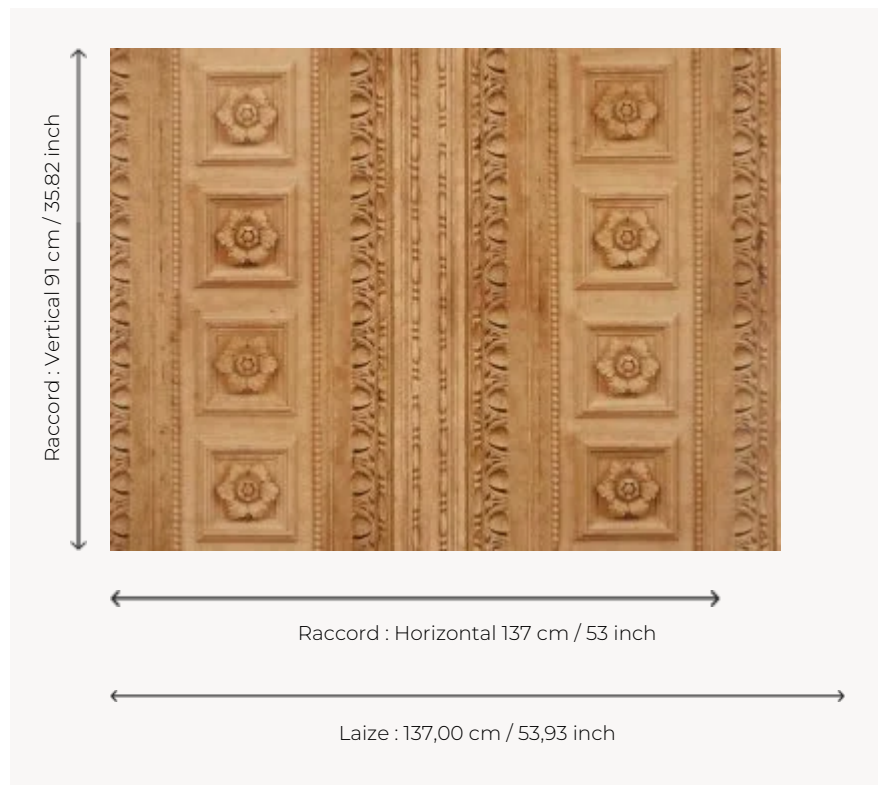 Raccord : Vertical 91 cm / 35.82 inch
Raccord : Horizontal 137 cm / 53 inch
Laize : 137,00 cm / 53,93 inch